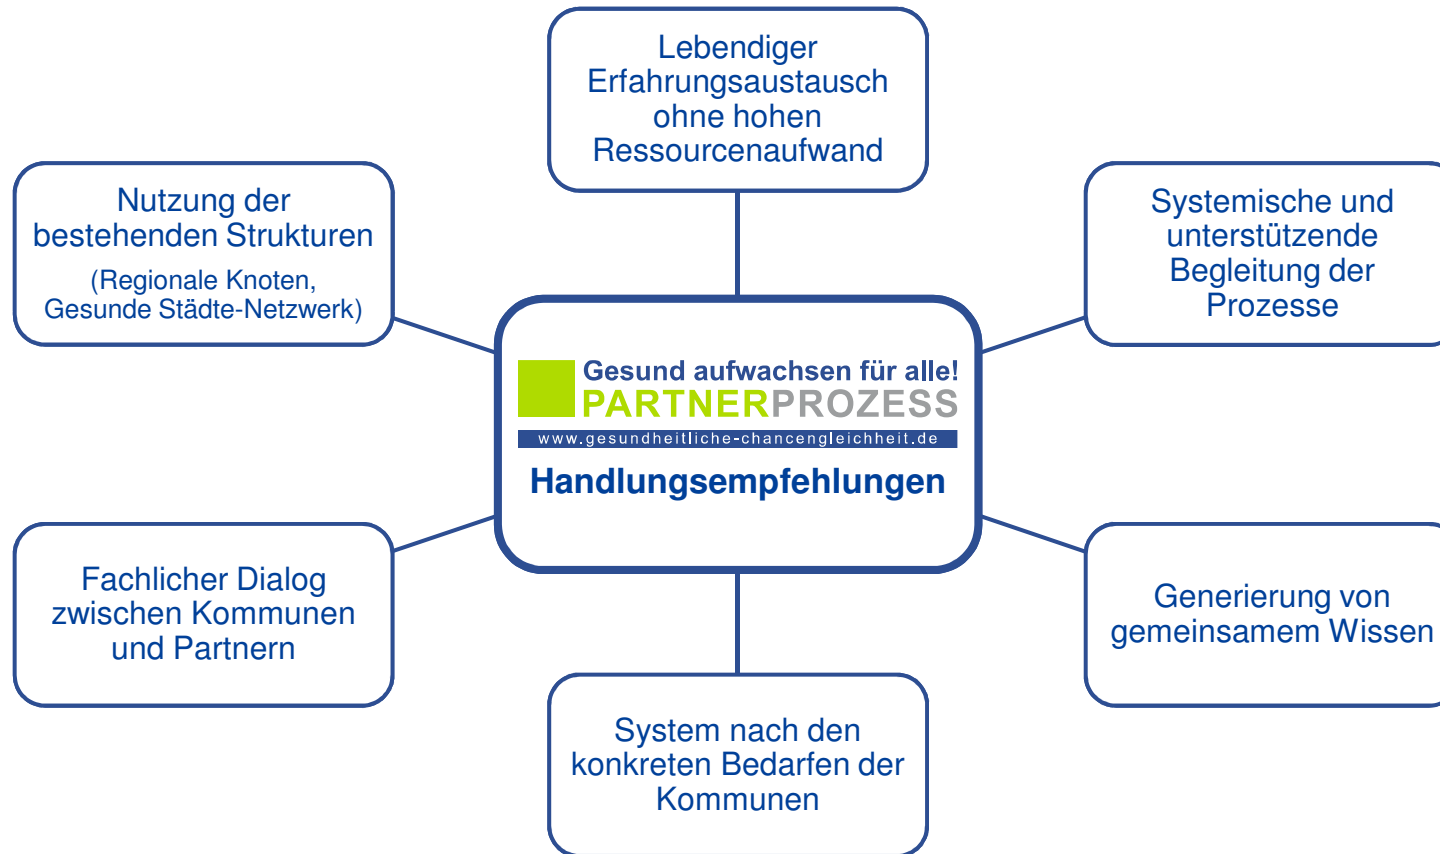 Lebendiger
Erfahrungsaustausch
ohne hohen
Ressourcenaufwand
Nutzung der
bestehenden Strukturen
(Regionale Knoten,
Gesunde Städte-Netzwerk)
Systemische und
unterstützende
Begleitung der
Prozesse
Gesund aufwachsen für alle!
PARTNERPROZESS
www.gesundheitliche-chancengleichheit.de
Handlungsempfehlungen
Fachlicher Dialog
zwischen Kommunen
und Partnern
Generierung von
gemeinsamem Wissen
System nach den
konkreten Bedarfen der
Kommunen